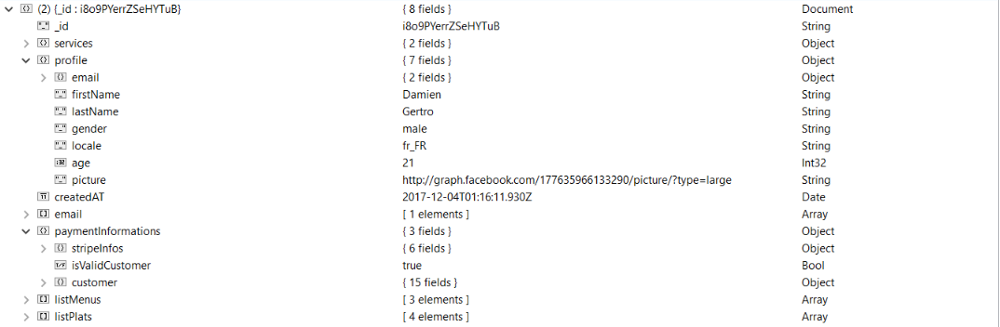 (2) {_id : i8o9PYerrZSeHYTuB} { 8 fields } Document
_id i8o9PYerrZSeHYTuB String
services { 2 fields } Object
profile { 7 fields } Object
email { 2 fields } Object
firstName Damien String
lastName Gertro String
gender male String
locale fr_FR String
age 21 Int32
picture http://graph.facebook.com/177635966133290/picture/?type=large String
createdAT 2017-12-04T01:16:11.930Z Date
email [ 1 elements ] Array
paymentInformations { 3 fields } Object
stripeInfos { 6 fields } Object
isValidCustomer true Bool
customer { 15 fields } Object
listMenus [ 3 elements ] Array
listPlats [ 4 elements ] Array